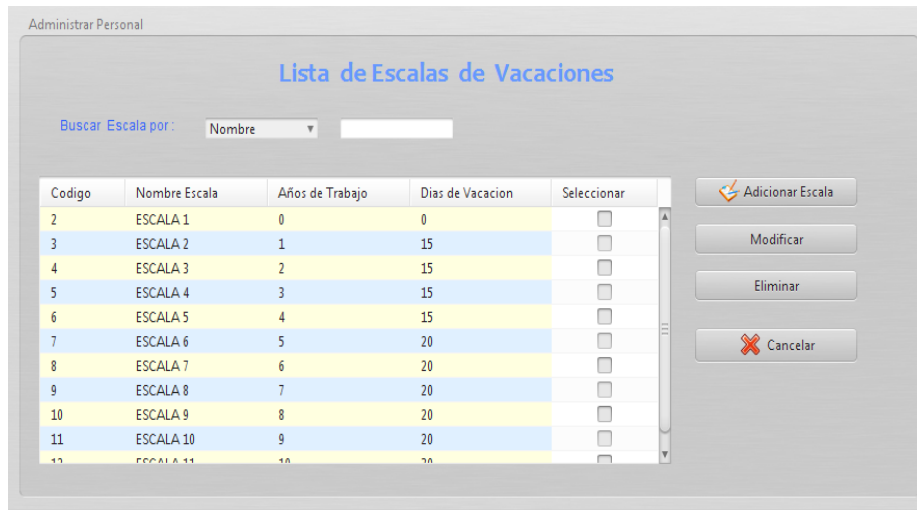 Administrar Personal
Lista de Escalas de Vacaciones
Buscar Escala por : Nombre
Codigo Nombre Escala Años de Trabajo Dias de Vacacion Seleccionar
2 ESCALA 1 0 0
3 ESCALA 2 1 15
4 ESCALA 3 2 15
5 ESCALA 4 3 15
6 ESCALA 5 4 15
7 ESCALA 6 5 20
8 ESCALA 7 6 20
9 ESCALA 8 7 20
10 ESCALA 9 8 20
11 ESCALA 10 9 20
12 ESCALA 11 10
Adicionar Escala
Modificar
Eliminar
Cancelar